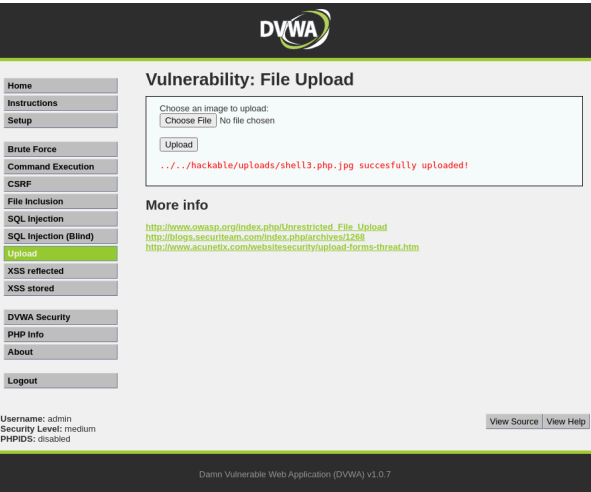 DVWA
Vulnerability: File Upload
Home
Instructions
Setup
Brute Force
Command Execution
CSRF
File Inclusion
SQL Injection
SQL Injection (Blind)
Upload
XSS reflected
XSS stored
DVWA Security
PHP Info
About
Logout
Choose an image to upload:
Choose File No file chosen
Upload
../../hackable/uploads/shell3.php.jpg succesfully uploaded!
More info
http://www.owasp.org/index.php/Unrestricted_File_Upload
http://blogs.securiteam.com/index.php/archives/1268
http://www.acunetix.com/websitesecurity/upload-forms-threat.htm
Username: admin
Security Level: medium
PHPIDS: disabled
View Source View Help
Damn Vulnerable Web Application (DVWA) v1.0.7